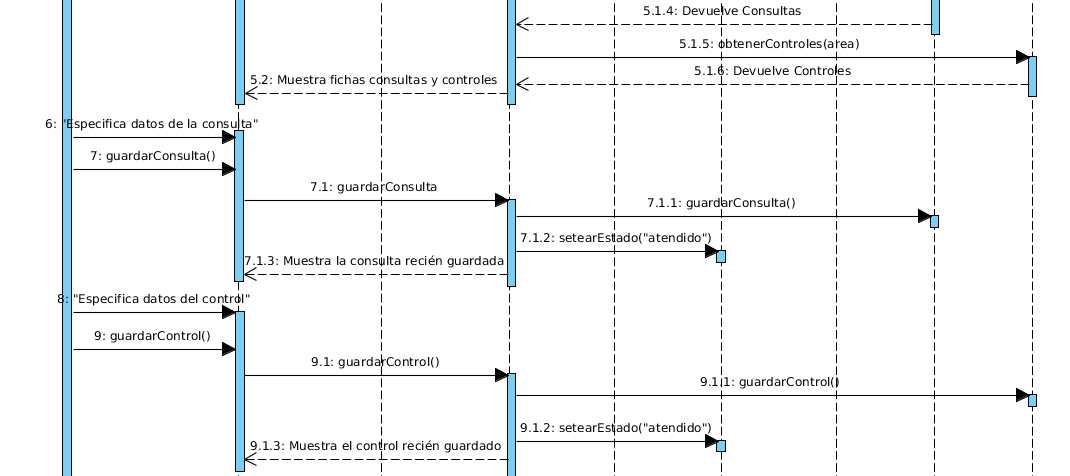 5.1.4: Devuelve Consultas
5.1.5: obtenerControles(area)
5.1.6: Devuelve Controles
5.2: Muestra fichas consultas y controles
6: "Especifica datos de la consulta"
7: guardarConsulta()
7.1: guardarConsulta
7.1.1: guardarConsulta()
7.1.2: setearEstado("atendido")
7.1.3: Muestra la consulta recién guardada
8: "Especifica datos del control"
9: guardarControl()
9.1: guardarControl()
9.1.1: guardarControl()
9.1.2: setearEstado("atendido")
9.1.3: Muestra el control recién guardado